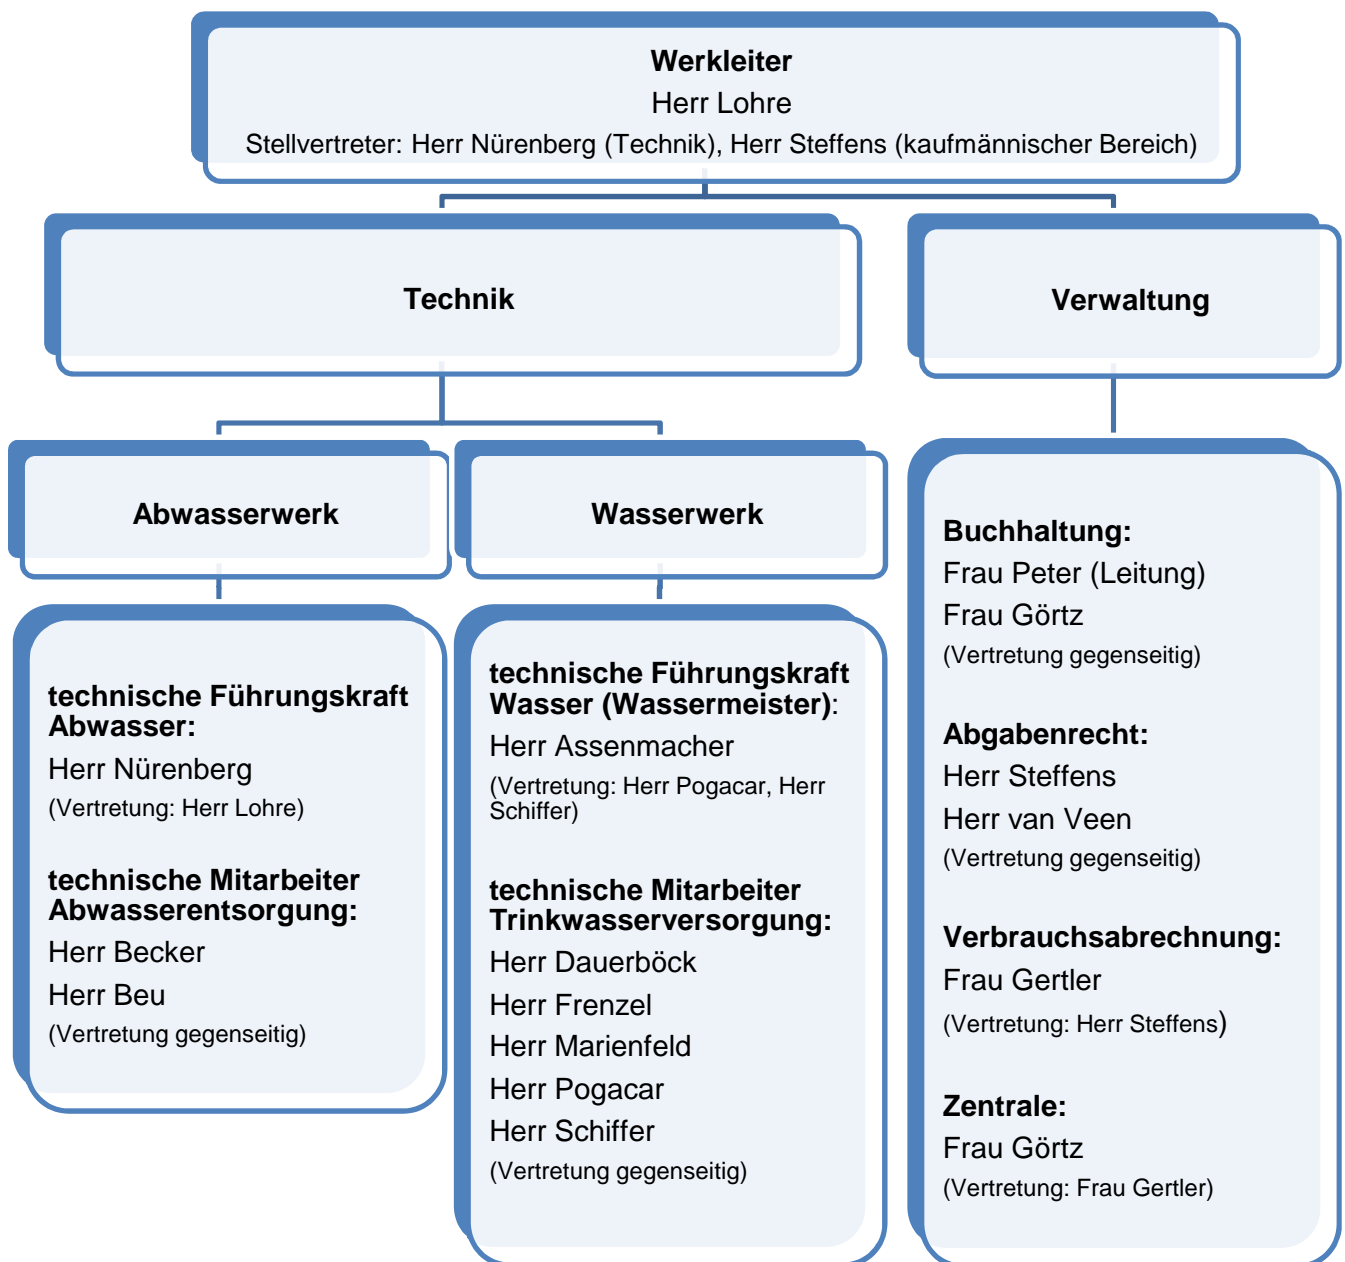 Werkleiter
Herr Lohre
Stellvertreter: Herr Nürenberg (Technik), Herr Steffens (kaufmännischer Bereich)
Technik
Verwaltung
Abwasserwerk
Wasserwerk
technische Führungskraft
Abwasser:
Herr Nürenberg
(Vertretung: Herr Lohre)
technische Mitarbeiter
Abwasserentsorgung:
Herr Becker
Herr Beu
(Vertretung gegenseitig)
technische Führungskraft
Wasser (Wassermeister):
Herr Assenmacher
(Vertretung: Herr Pogacar, Herr
Schiffer)
technische Mitarbeiter
Trinkwasserversorgung:
Herr Dauerböck
Herr Frenzel
Herr Marienfeld
Herr Pogacar
Herr Schiffer
(Vertretung gegenseitig)
Buchhaltung:
Frau Peter (Leitung)
Frau Görtz
(Vertretung gegenseitig)
Abgabenrecht:
Herr Steffens
Herr van Veen
(Vertretung gegenseitig)
Verbrauchsabrechnung:
Frau Gertler
(Vertretung: Herr Steffens)
Zentrale:
Frau Görtz
(Vertretung: Frau Gertler)